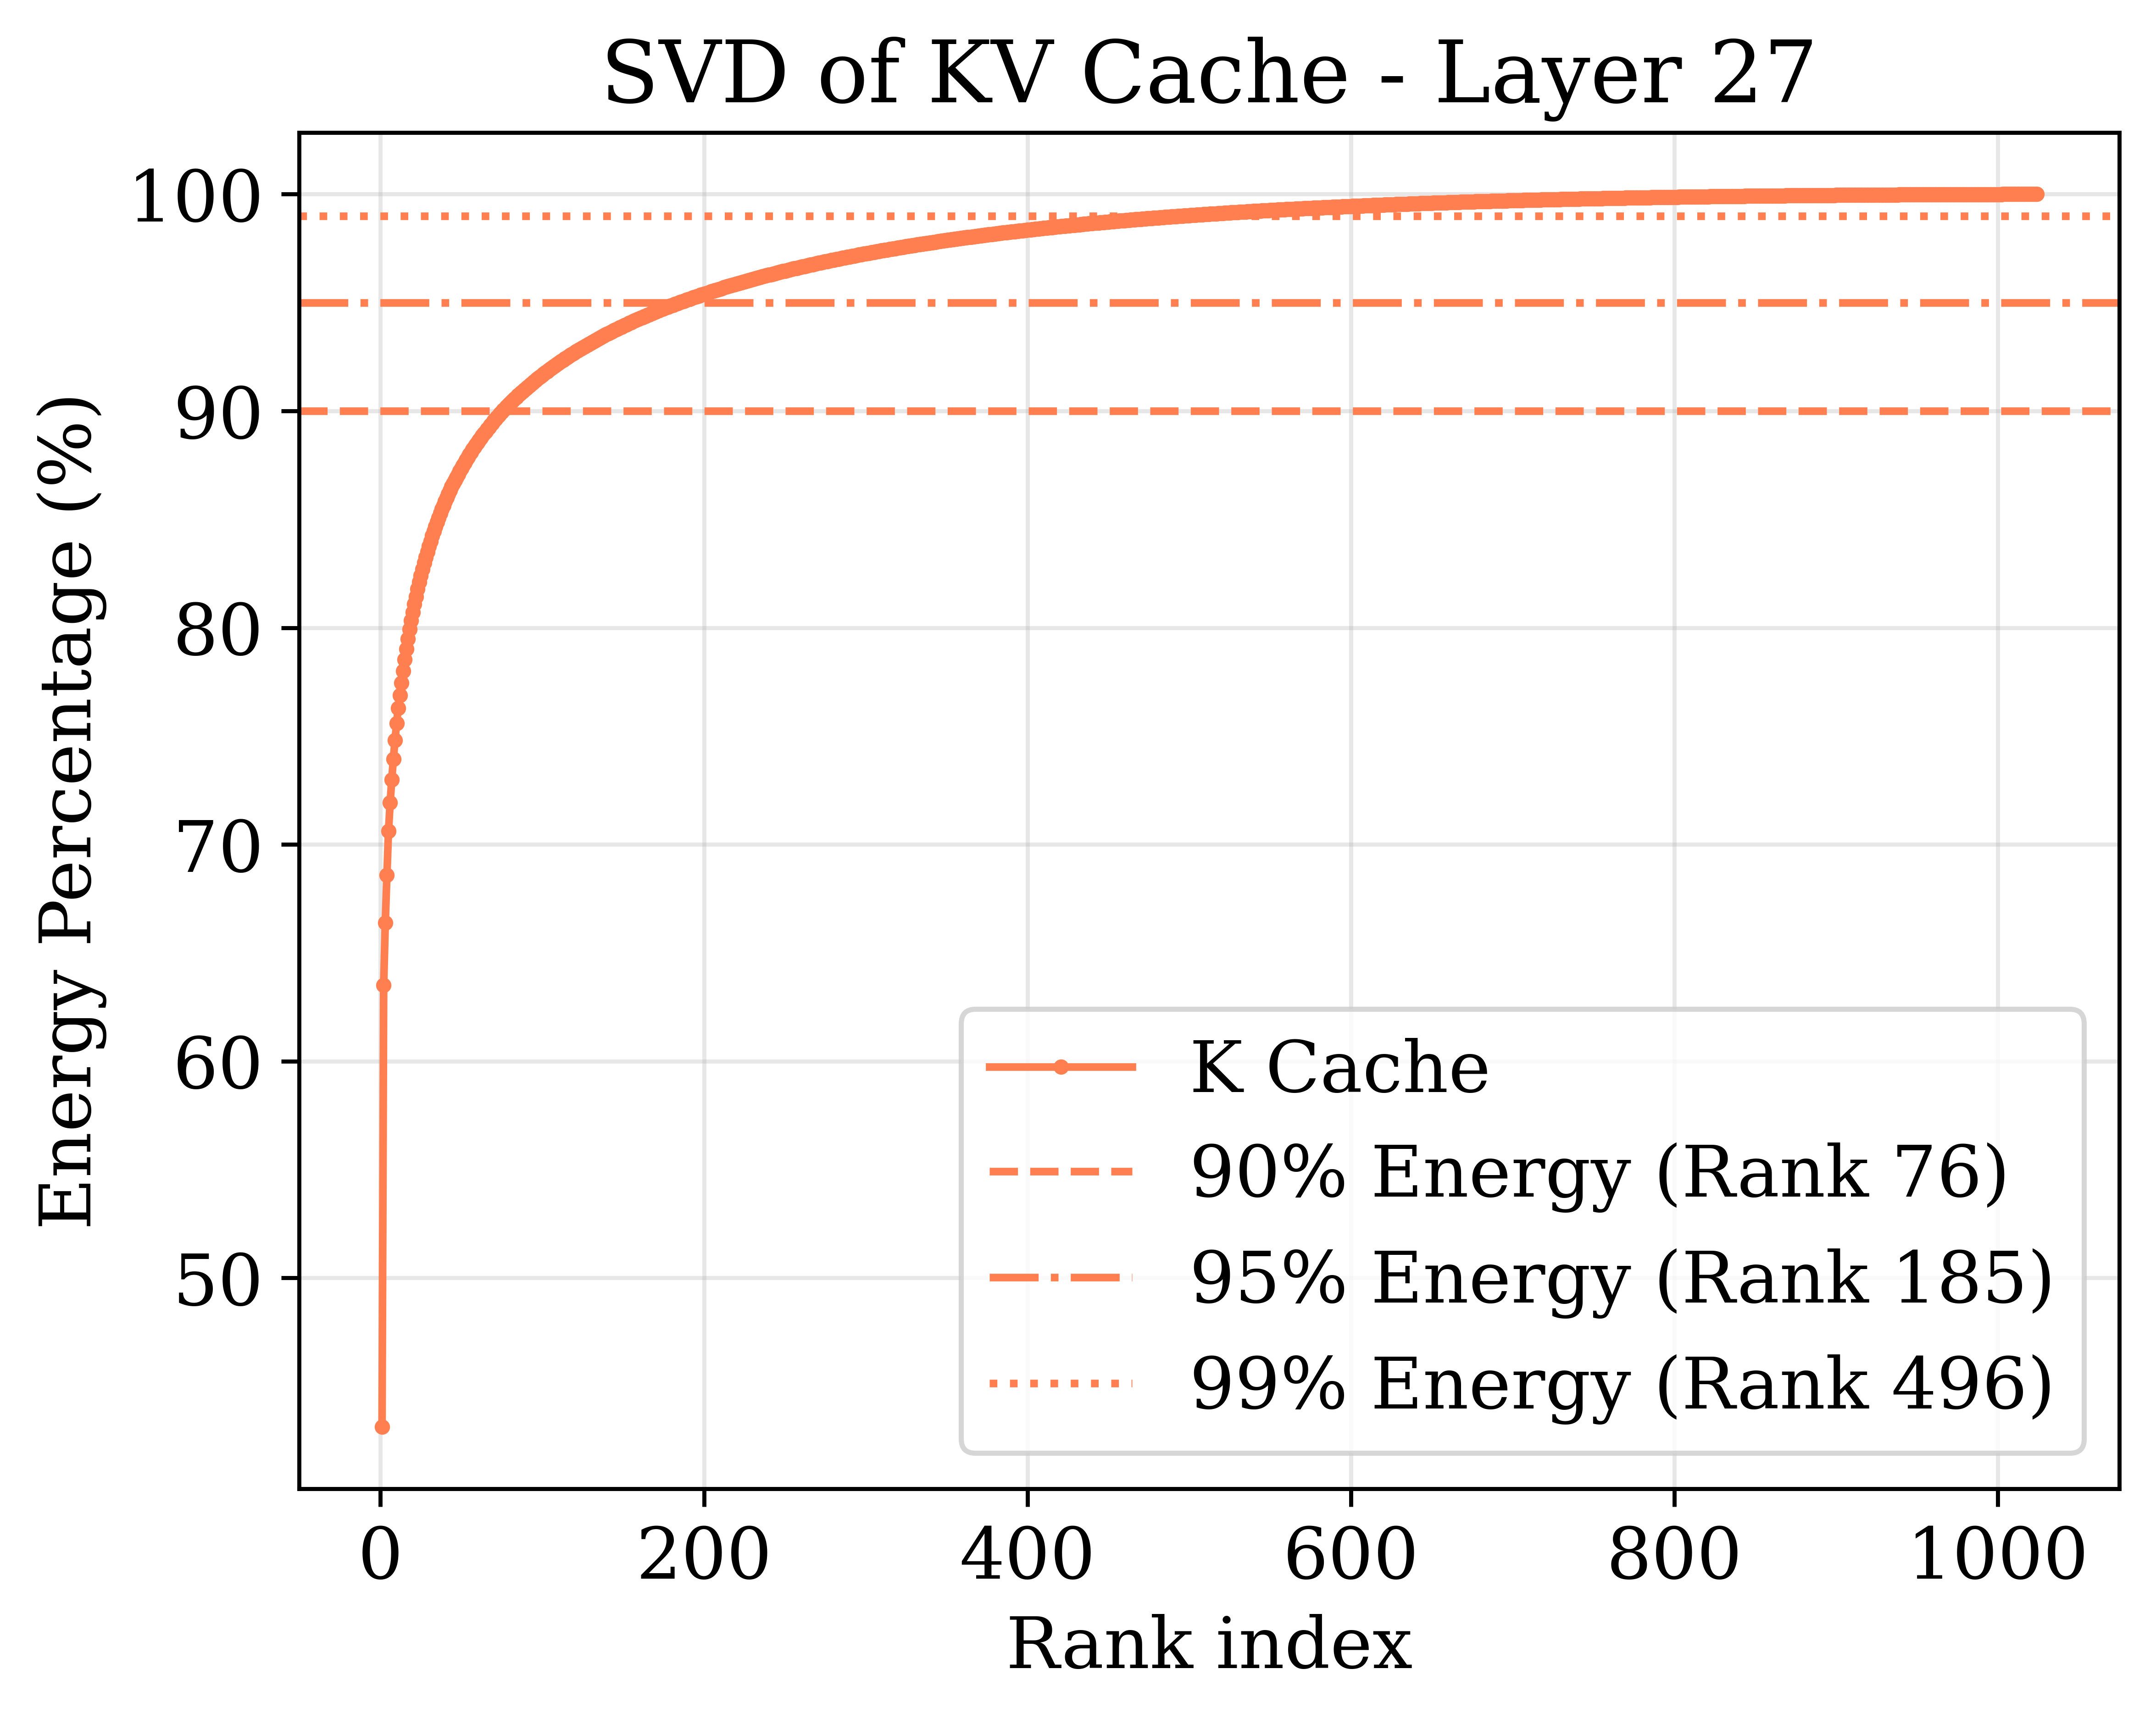 SVD of KV Cache - Layer 27
100
90
80
70
60
50
Energy Percentage (%)
K Cache
90% Energy (Rank 76)
95% Energy (Rank 185)
99% Energy (Rank 496)
0 200 400 600 800 1000
Rank index